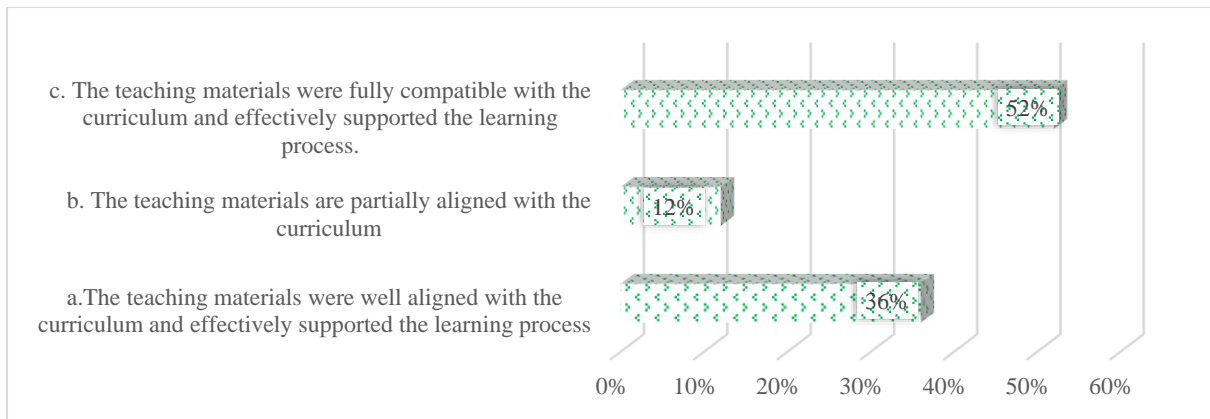 c. The teaching materials were fully compatible with the
curriculum and effectively supported the learning
process.
52%
b. The teaching materials are partially aligned with the
curriculum
12%
a.The teaching materials were well aligned with the
curriculum and effectively supported the learning process
36%
0% 10% 20% 30% 40% 50% 60%